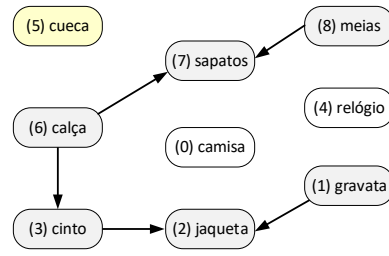 (5) cueca
(8) meias
(7) sapatos
(4) relógio
(6) calça
(0) camisa
(1) gravata
(3) cinto
(2) jaqueta